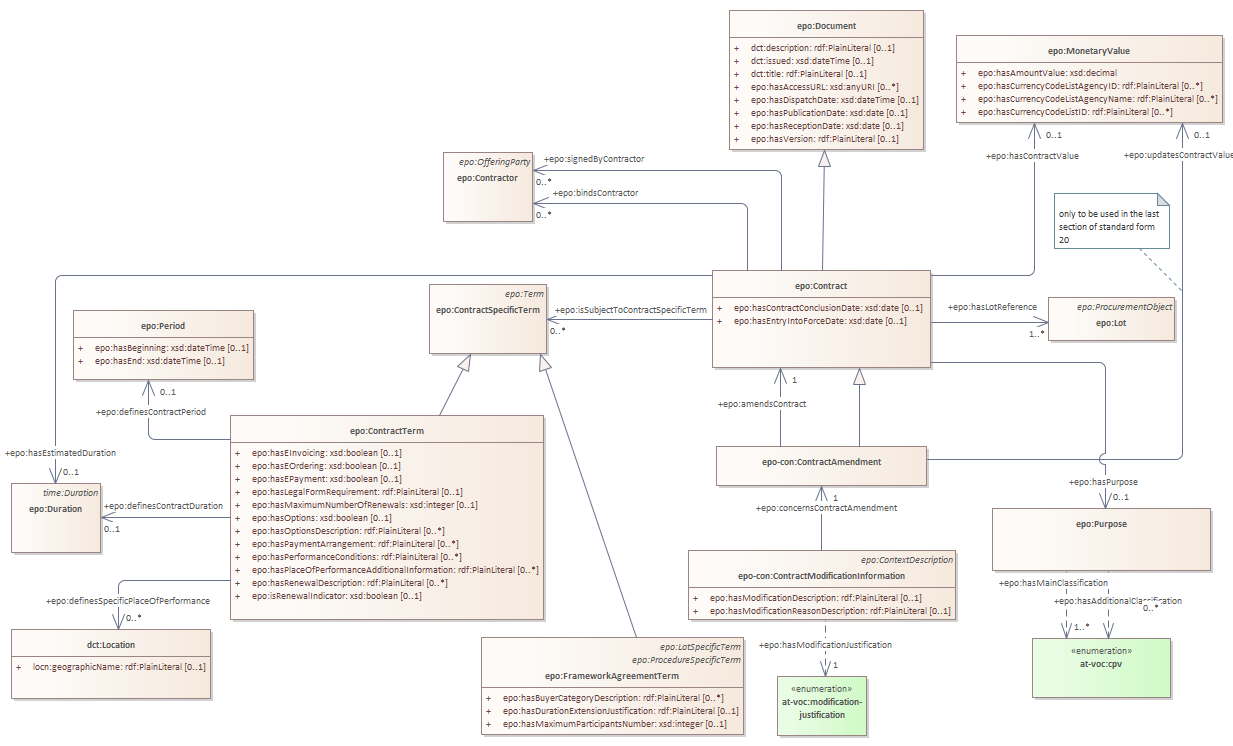 epo:Document
+ dct:description: rdf:PlainLiteral [0..1]
+ dct:issued: xsd:dateTime [0..1]
+ dct:title: rdf:PlainLiteral [0..1]
+ epo:hasAccessURL: xsd:anyURI [0..*]
+ epo:hasDispatchDate: xsd:dateTime [0..1]
+ epo:hasPublicationDate: xsd:date [0..1]
+ epo:hasReceptionDate: xsd:date [0..1]
+ epo:hasVersion: rdf:PlainLiteral [0..1]
epo:MonetaryValue
+ epo:hasAmountValue: xsd:decimal
+ epo:hasCurrencyCodeListAgencyID: rdf:PlainLiteral [0..*]
+ epo:hasCurrencyCodeListAgencyName: rdf:PlainLiteral [0..*]
+ epo:hasCurrencyCodeListID: rdf:PlainLiteral [0..*]
0..1
0..1
+epo:hasContractValue
+epo:updatesContractValue
epo:OfferingParty
epo:Contractor
+epo:signedByContractor
0..*
+epo:bindsContractor
0..*
only to be used in the last
section of standard form
20
epo:Contract
+ epo:hasContractConclusionDate: xsd:date [0..1]
+ epo:hasEntryIntoForceDate: xsd:date [0..1]
epo:Term
epo:ContractSpecificTerm
+epo:isSubjectToContractSpecificTerm
0..*
+epo:hasLotReference
1..*
epo:ProcurementObject
epo:Lot
epo:Period
+ epo:hasBeginning: xsd:dateTime [0..1]
+ epo:hasEnd: xsd:dateTime [0..1]
0..1
+epo:definesContractPeriod
1
+epo:amendsContract
epo:ContractTerm
+ epo:hasEInvoicing: xsd:boolean [0..1]
+ epo:hasEOrdering: xsd:boolean [0..1]
+ epo:hasEPayment: xsd:boolean [0..1]
+ epo:hasLegalFormRequirement: rdf:PlainLiteral [0..1]
+ epo:hasMaximumNumberOfRenewals: xsd:integer [0..1]
+ epo:hasOptions: xsd:boolean [0..1]
+ epo:hasOptionsDescription: rdf:PlainLiteral [0..*]
+ epo:hasPaymentArrangement: rdf:PlainLiteral [0..*]
+ epo:hasPerformanceConditions: rdf:PlainLiteral [0..*]
+ epo:hasPlaceOfPerformanceAdditionalInformation: rdf:PlainLiteral [0..*]
+ epo:hasRenewalDescription: rdf:PlainLiteral [0..*]
+ epo:isRenewalIndicator: xsd:boolean [0..1]
+epo:hasEstimatedDuration
0..1
time:Duration
epo:Duration
+epo:definesContractDuration
0..1
epo-con:ContractAmendment
1
+epo:concernsContractAmendment
+epo:hasPurpose
0..1
epo:Purpose
epo:ContextDescription
epo-con:ContractModificationInformation
+ epo:hasModificationDescription: rdf:PlainLiteral [0..1]
+ epo:hasModificationReasonDescription: rdf:PlainLiteral [0..1]
+epo:hasMainClassification
+epo:hasAdditionalClassification
0..*
1..*
+epo:definesSpecificPlaceOfPerformance
0..*
dct:Location
+ locn:geographicName: rdf:PlainLiteral [0..1]
epo:LotSpecificTerm
epo:ProcedureSpecificTerm
epo:FrameworkAgreementTerm
+ epo:hasBuyerCategoryDescription: rdf:PlainLiteral [0..*]
+ epo:hasDurationExtensionJustification: rdf:PlainLiteral [0..1]
+ epo:hasMaximumParticipantsNumber: xsd:integer [0..1]
+epo:hasModificationJustification
1
«enumeration»
at-voc:modification-
justification
«enumeration»
at-voc:cpv